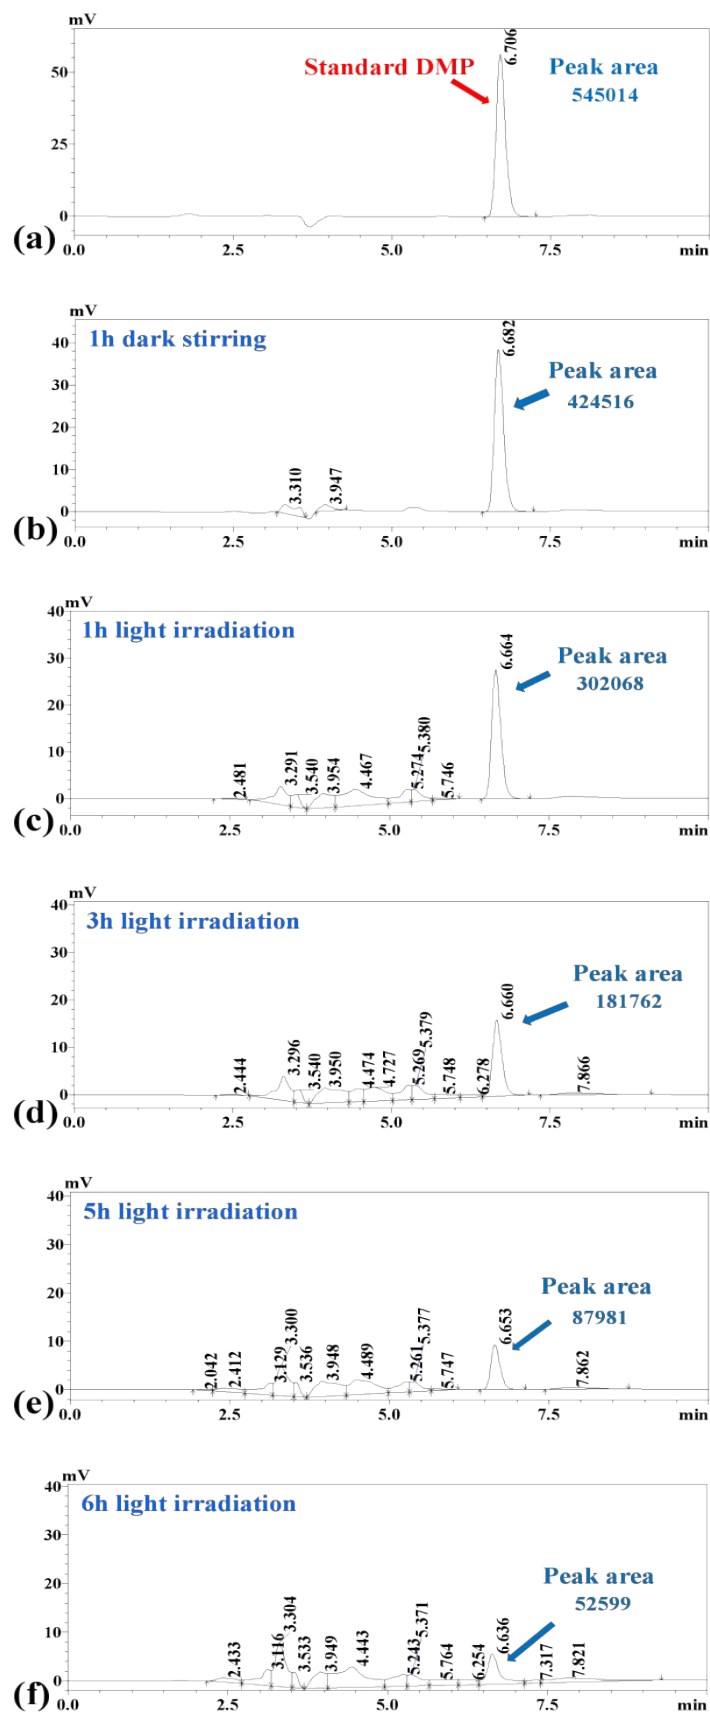 mV
6.706
Standard DMP
Peak area
545014
50
25
0
(a)
0.0 2.5 5.0 7.5 min
mV
1h dark stirring
6.682
Peak area
424516
40
30
20
10
0
3.310 3.947
(b)
0.0 2.5 5.0 7.5 min
mV
40
1h light irradiation
6.664
Peak area
302068
30
20
10
0
2.481 3.291 3.540 3.954 4.467 5.274 5.380 5.746
(c)
0.0 2.5 5.0 7.5 min
mV
40
3h light irradiation
Peak area
181762
6.660
30
20
10
0
2.444 3.296 3.540 3.950 4.474 4.727 5.269 5.379 5.748 6.278 7.866
(d)
0.0 2.5 5.0 7.5 min
mV
40
5h light irradiation
Peak area
87981
6.653
30
20
10
0
2.042 2.412 3.129 3.300 3.536 3.948 4.489 5.261 5.377 5.747 7.862
(e)
0.0 2.5 5.0 7.5 min
mV
40
6h light irradiation
Peak area
52599
6.636
30
20
10
0
2.433 3.116 3.304 3.533 3.949 4.443 5.243 5.371 5.764 6.254 7.317 7.821
(f)
0.0 2.5 5.0 7.5 min